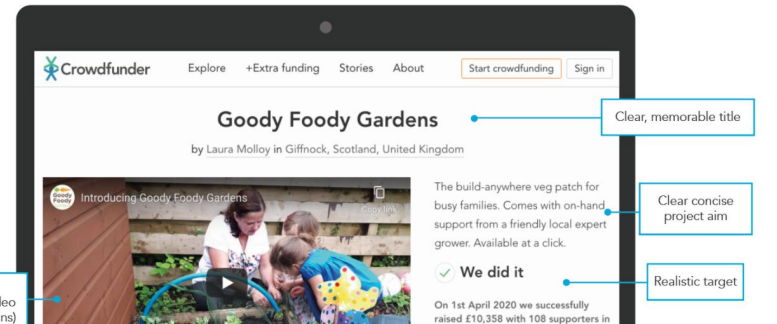 Crowdfunder Explore +Extra funding Stories About Start crowdfunding Sign in
Goody Foody Gardens
Clear, memorable title
by Laura Molloy in Giffnock, Scotland, United Kingdom
Goody Foody
Introducing Goody Foody Gardens
Copy link
The build-anywhere veg patch for
busy families. Comes with on-hand
support from a friendly local expert
grower. Available at a click.
Clear concise
project aim
We did it
Realistic target
On 1st April 2020 we successfully
raised £10,358 with 108 supporters in